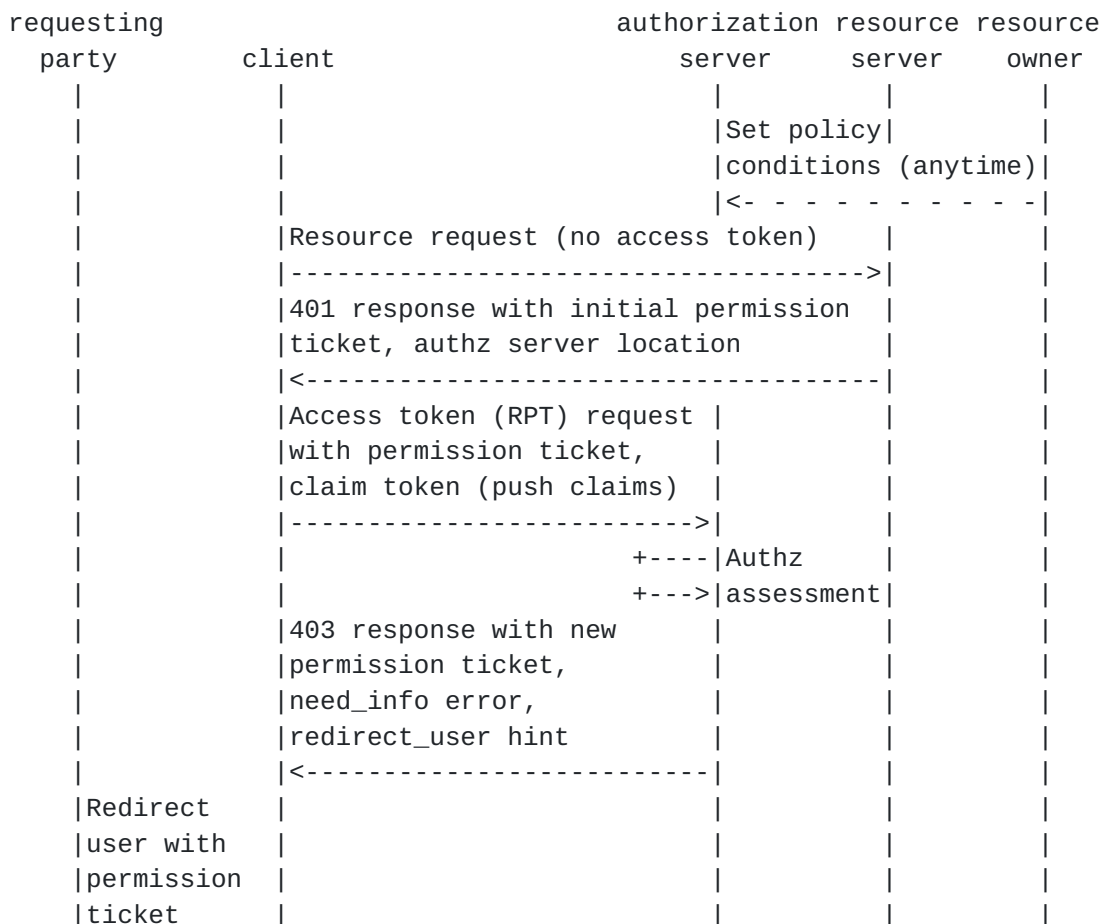 requesting authorization resource resource
party client server server owner
| | | | |
| | |Set policy| |
| | |conditions (anytime)|
| | |<- - - - - - - - - - -|
| |Resource request (no access token) | |
| |------------------------------------->| |
| |401 response with initial permission | |
| |ticket, authz server location | |
| |<-------------------------------------| |
| |Access token (RPT) request | | |
| |with permission ticket, | | |
| |claim token (push claims) | | |
| |-------------------------->| | |
| | +----|Authz | |
| | +--->|assessment| |
| |403 response with new | | |
| |permission ticket, | | |
| |need_info error, | | |
| |redirect_user hint | | |
| |<--------------------------| | |
|Redirect | | | |
|user with | | | |
|permission | | | |
|ticket | | | |